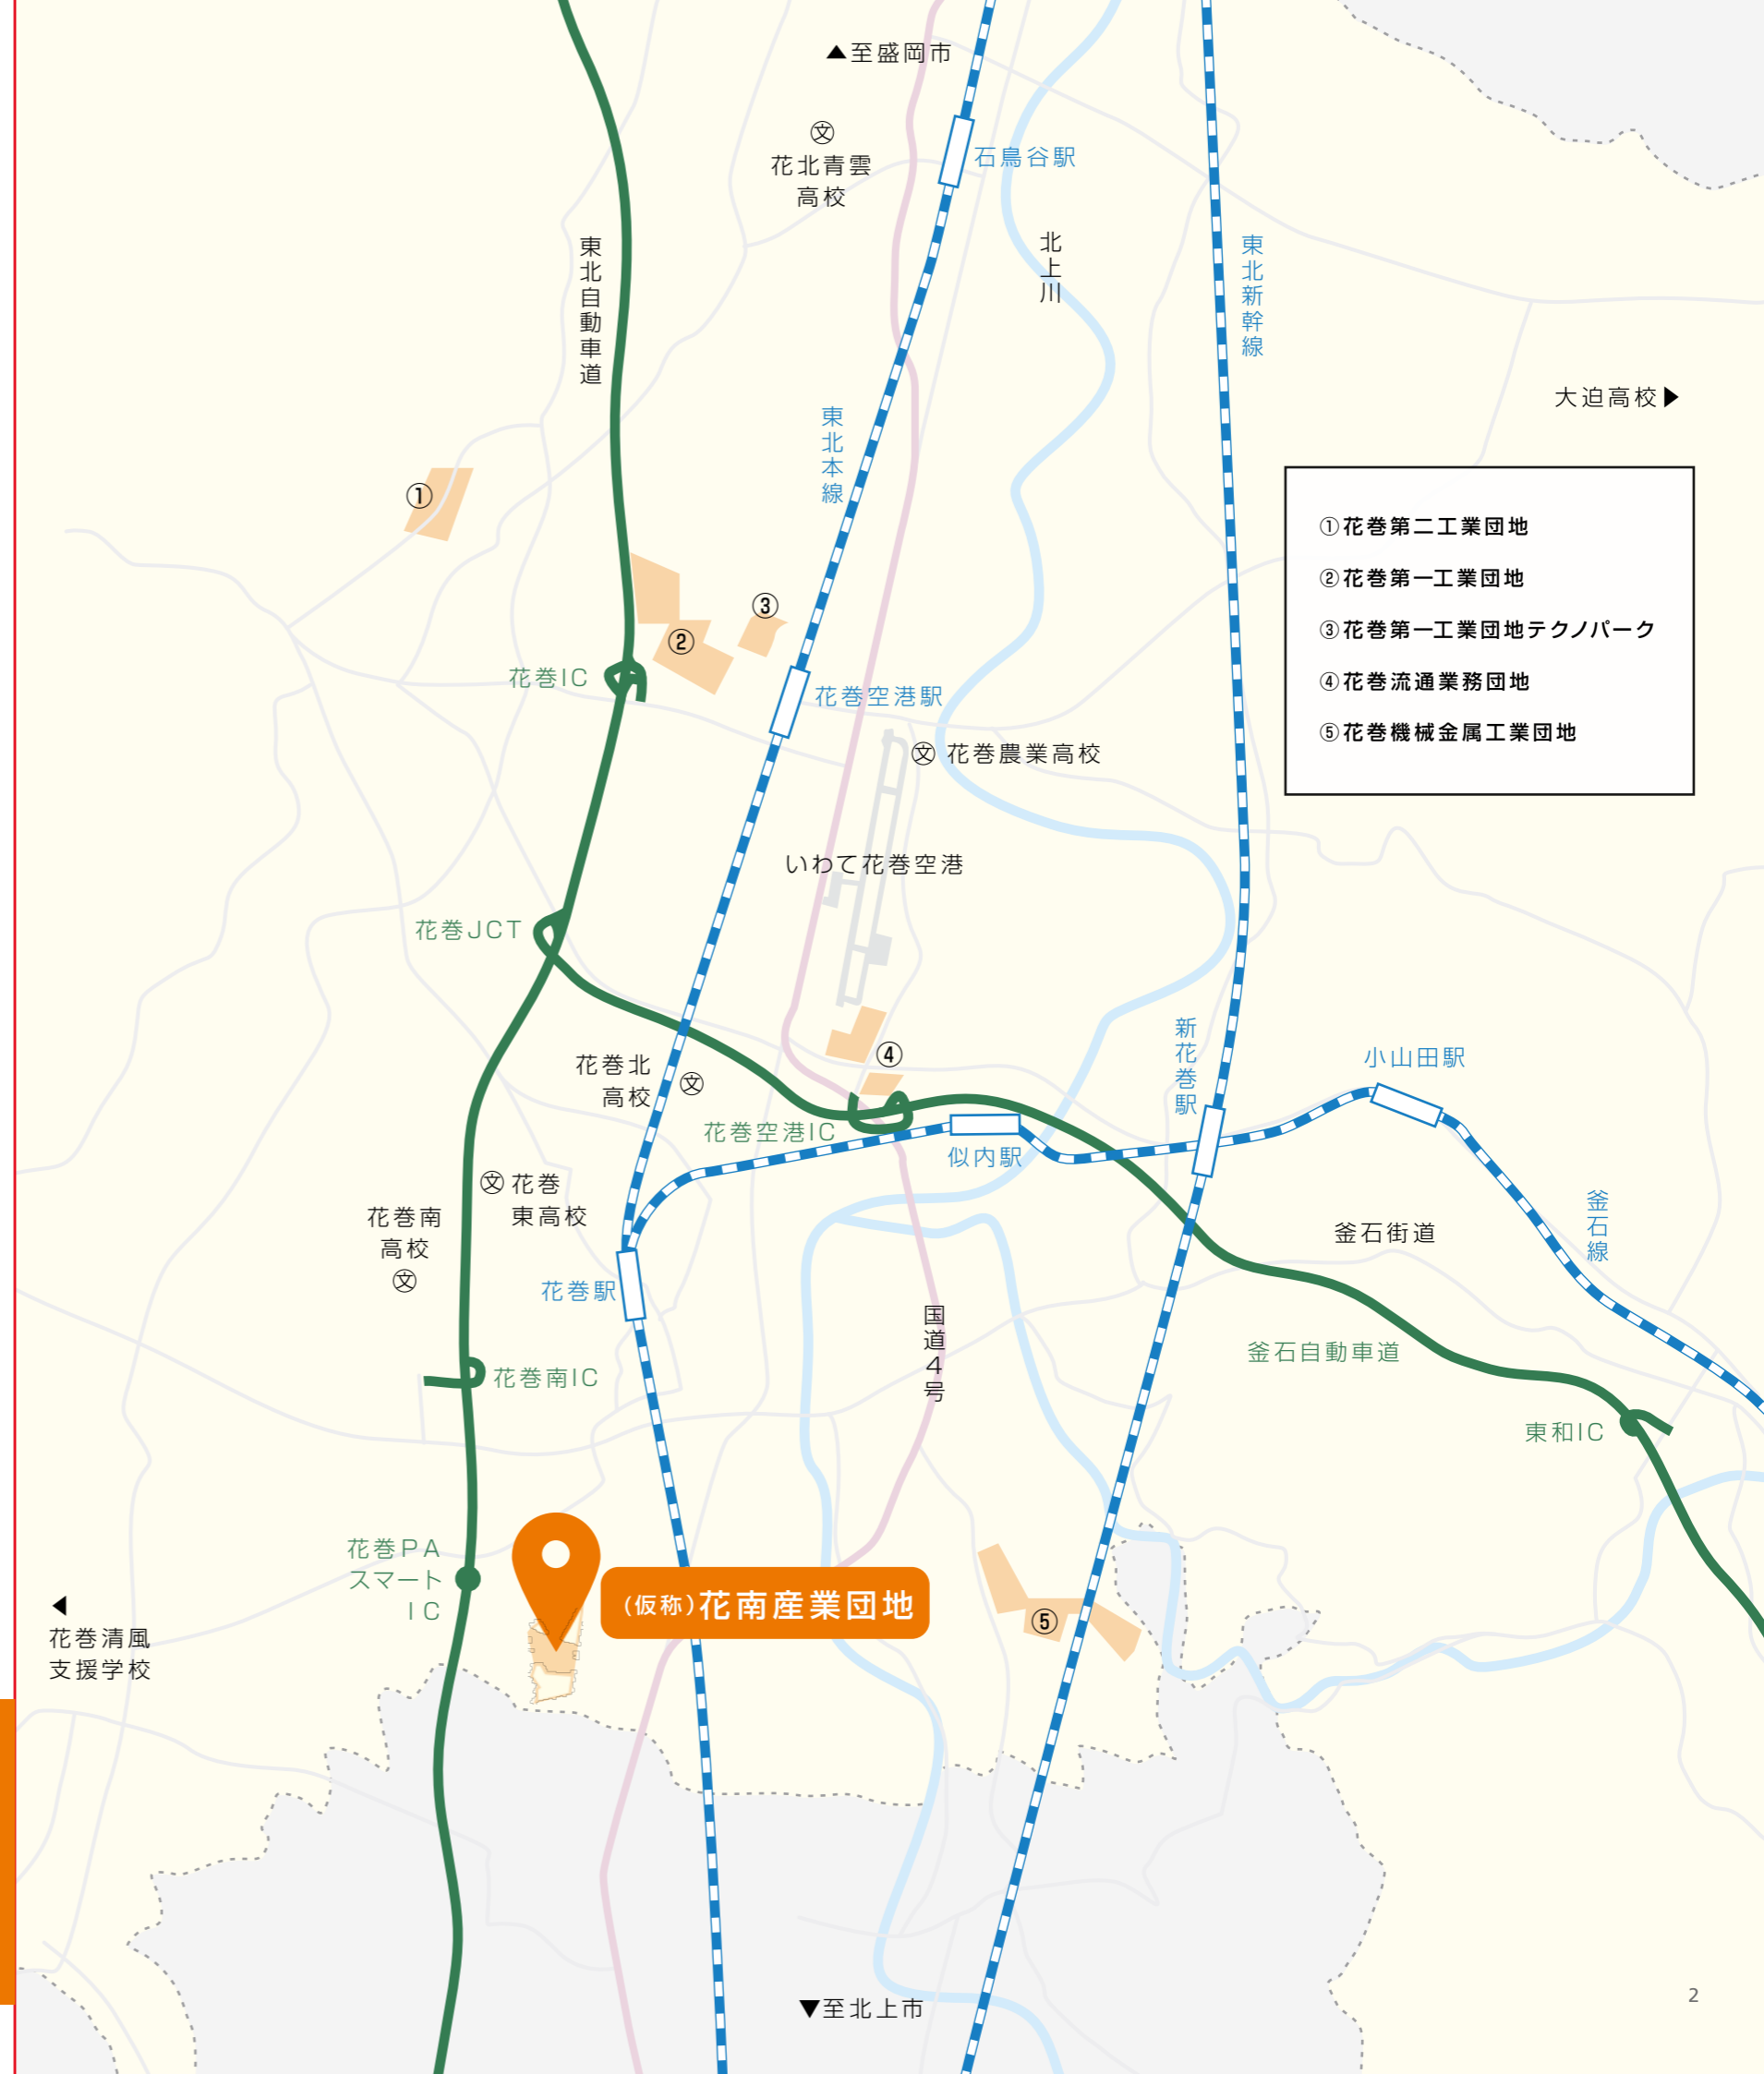 ▲至盛岡市
㊛
花北青雲
高校
石鳥谷駅
北上川
東北自動車道
東北新幹線
大迫高校▶
東北本線
①
①花巻第二工業団地
②花巻第一工業団地
③花巻第一工業団地テクノパーク
④花巻流通業務団地
⑤花巻機械金属工業団地
③
②
花巻IC
花巻空港駅
文 花巻農業高校
いわて花巻空港
花巻JCT
新花巻駅
④
小山田駅
花巻北
高校
文
花巻空港IC
似内駅
文 花巻
東高校
花巻南
高校
文
釜石線
釜石街道
花巻駅
国道4号
釜石自動車道
花巻南IC
東和IC
花巻PA
スマート
IC
(仮称)花南産業団地
⑤
◀
花巻清風
支援学校
▼至北上市
2